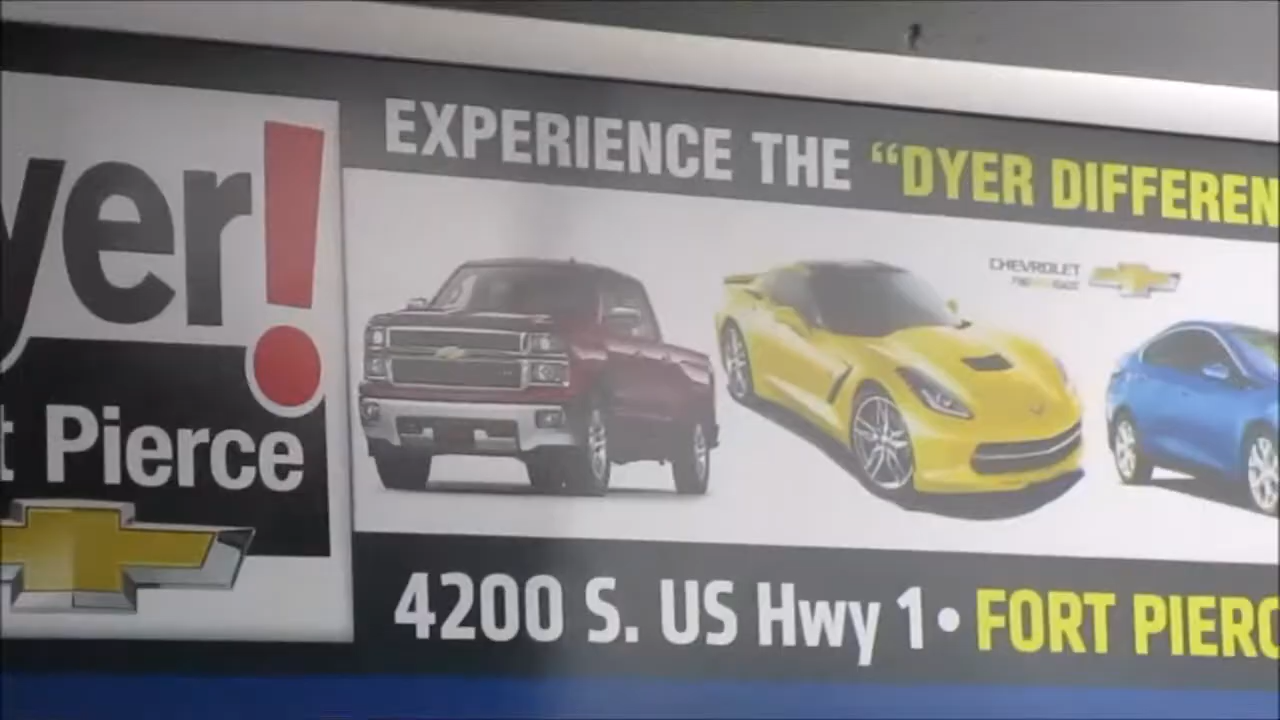 yer!
t Pierce
EXPERIENCE THE “DYER DIFFEREN
CHEVROLET
4200 S. US Hwy 1• FORT PIERC